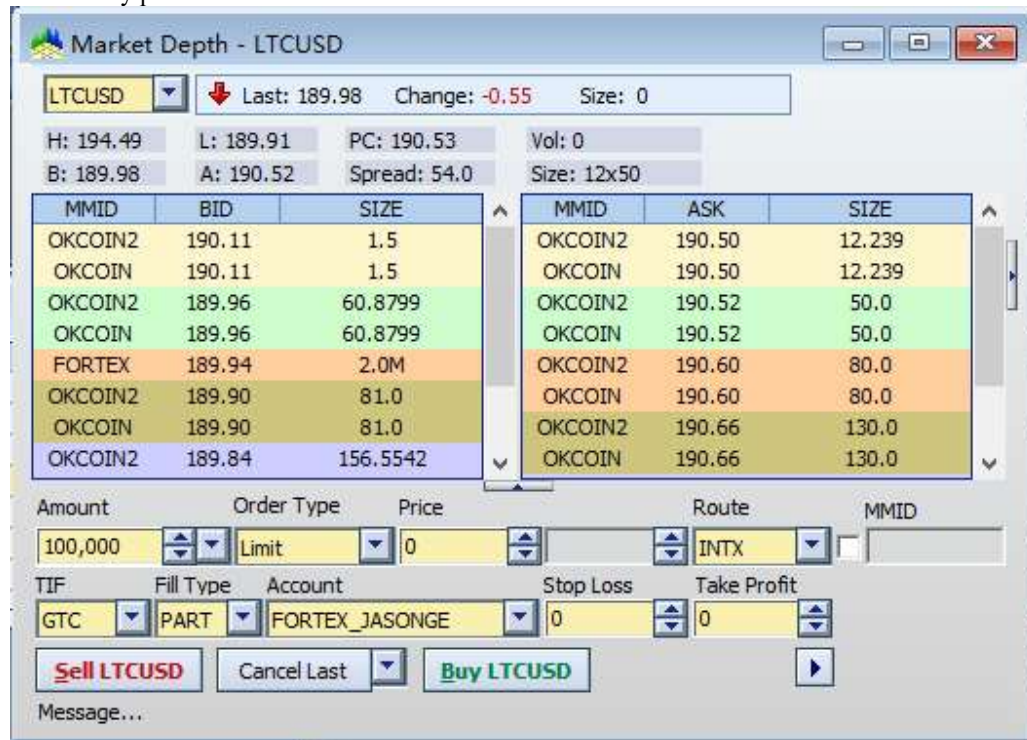 Market Depth - LTCUSD
LTCUSD Last: 189.98 Change: -0.55 Size: 0
H: 194.49 L: 189.91 PC: 190.53 Vol: 0
B: 189.98 A: 190.52 Spread: 54.0 Size: 12x50
MMID BID SIZE MMID ASK SIZE
OKCOIN2 190.11 1.5 OKCOIN2 190.50 12.239
OKCOIN 190.11 1.5 OKCOIN 190.50 12.239
OKCOIN2 189.96 60.8799 OKCOIN2 190.52 50.0
OKCOIN 189.96 60.8799 OKCOIN 190.52 50.0
FORTEX 189.94 2.0M OKCOIN2 190.60 80.0
OKCOIN2 189.90 81.0 OKCOIN 190.60 80.0
OKCOIN 189.90 81.0 OKCOIN2 190.66 130.0
OKCOIN2 189.84 156.5542 OKCOIN 190.66 130.0
Amount Order Type Price Route MMID
100,000 Limit 0 INTX
TIF Fill Type Account Stop Loss Take Profit
GTC PART FORTEX_JASONGE 0 0
Sell LTCUSD Cancel Last Buy LTCUSD
Message...